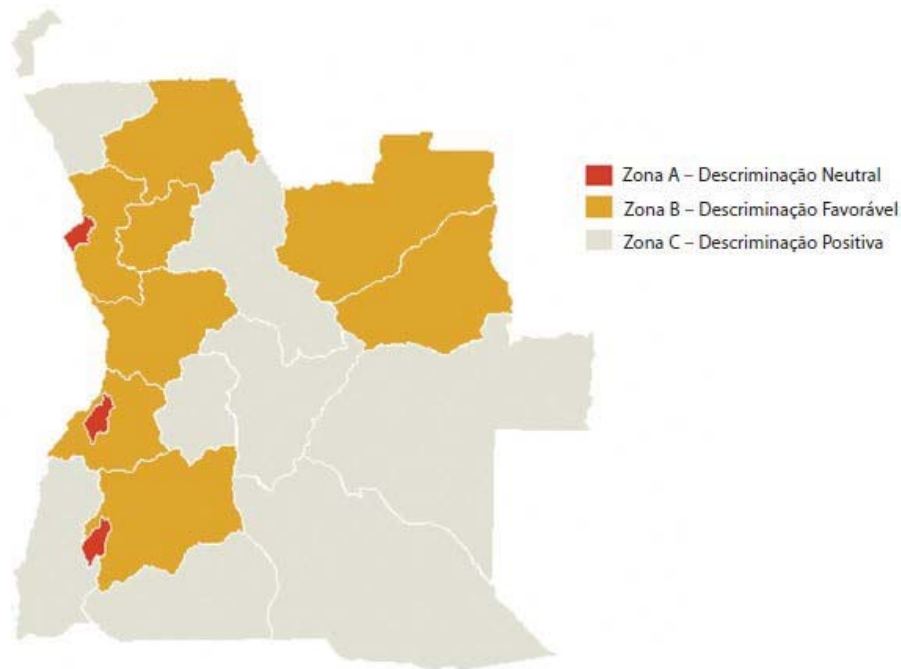 Zona A – Descriminação Neutral
Zona B – Descriminação Favorável
Zona C – Descriminação Positiva